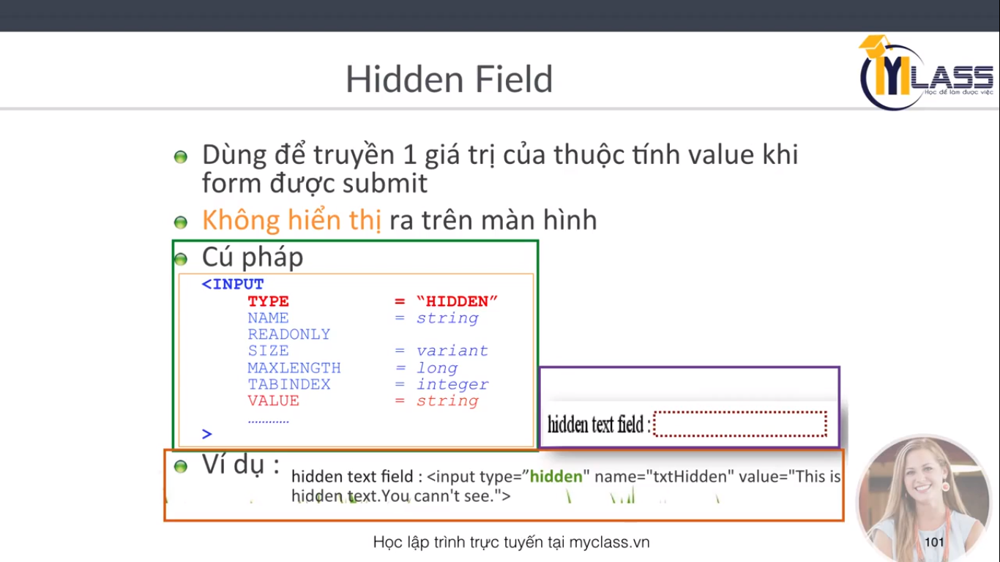 Hidden Field
MYCLASS
Học để làm được việc
Dùng để truyền 1 giá trị của thuộc tính value khi
form được submit
Không hiển thị ra trên màn hình
Cú pháp
<INPUT
TYPE = “HIDDEN”
NAME = string
READONLY
SIZE = variant
MAXLENGTH = long
TABINDEX = integer
VALUE = string
…………
>
hidden text field :
Ví dụ :
hidden text field : <input type=”hidden" name="txtHidden" value="This is
hidden text.You cann't see.">
Học lập trình trực tuyến tại myclass.vn
101